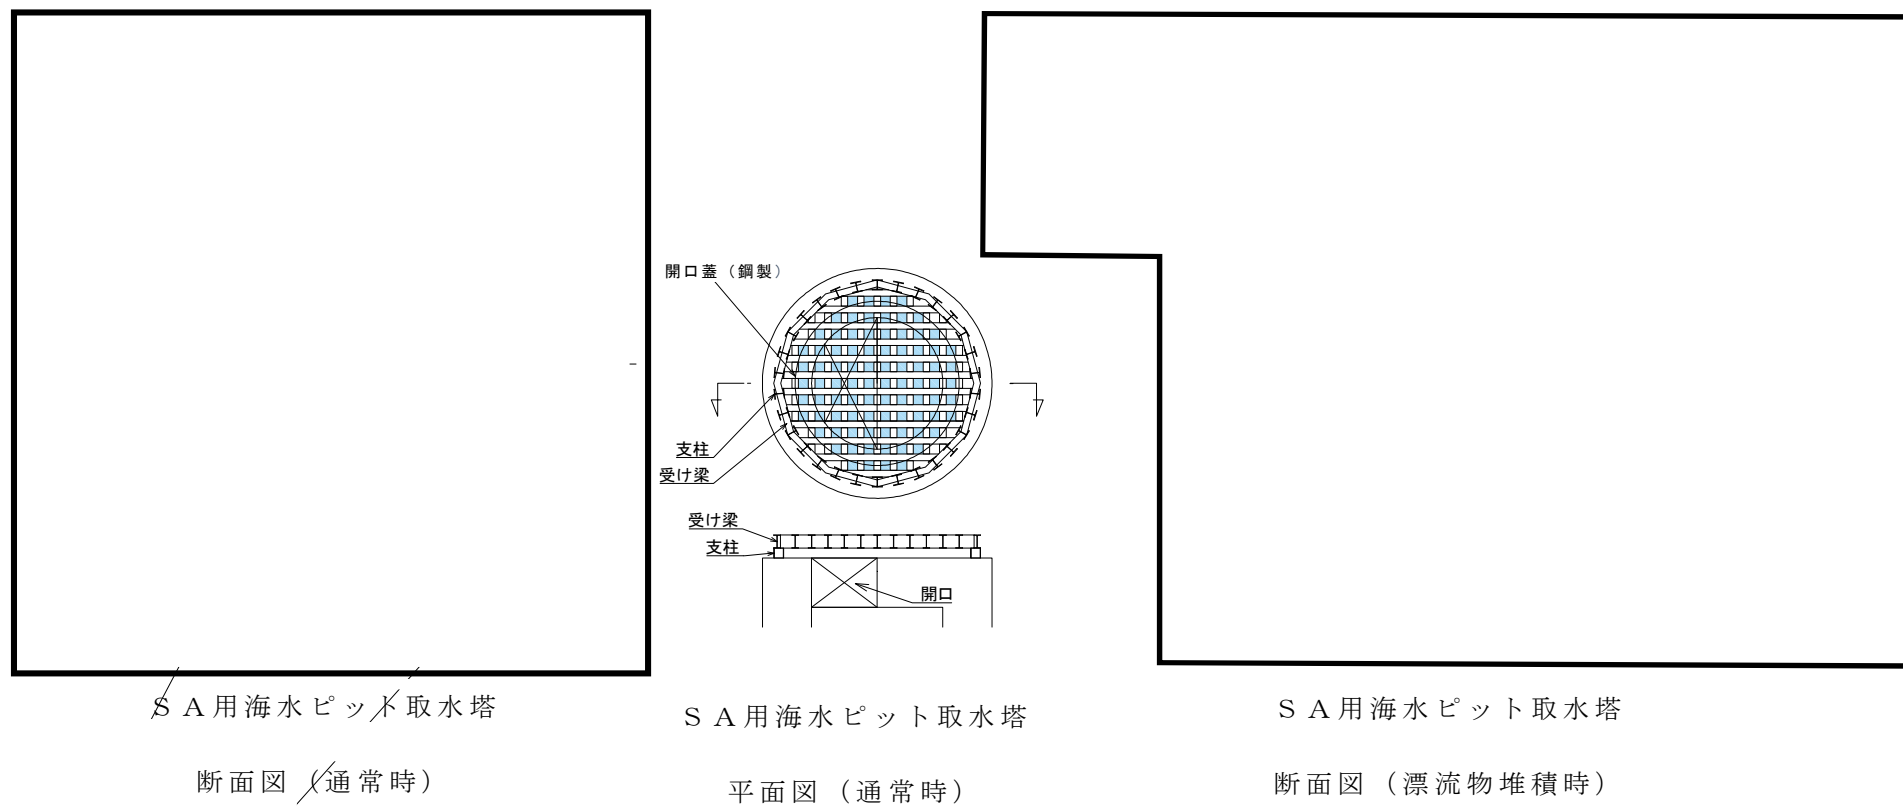 開口蓋（鋼製）
支柱
受け梁
受け梁
支柱
開口
ＳＡ用海水ピット取水塔
断面図（通常時）
ＳＡ用海水ピット取水塔
平面図（通常時）
ＳＡ用海水ピット取水塔
断面図（漂流物堆積時）